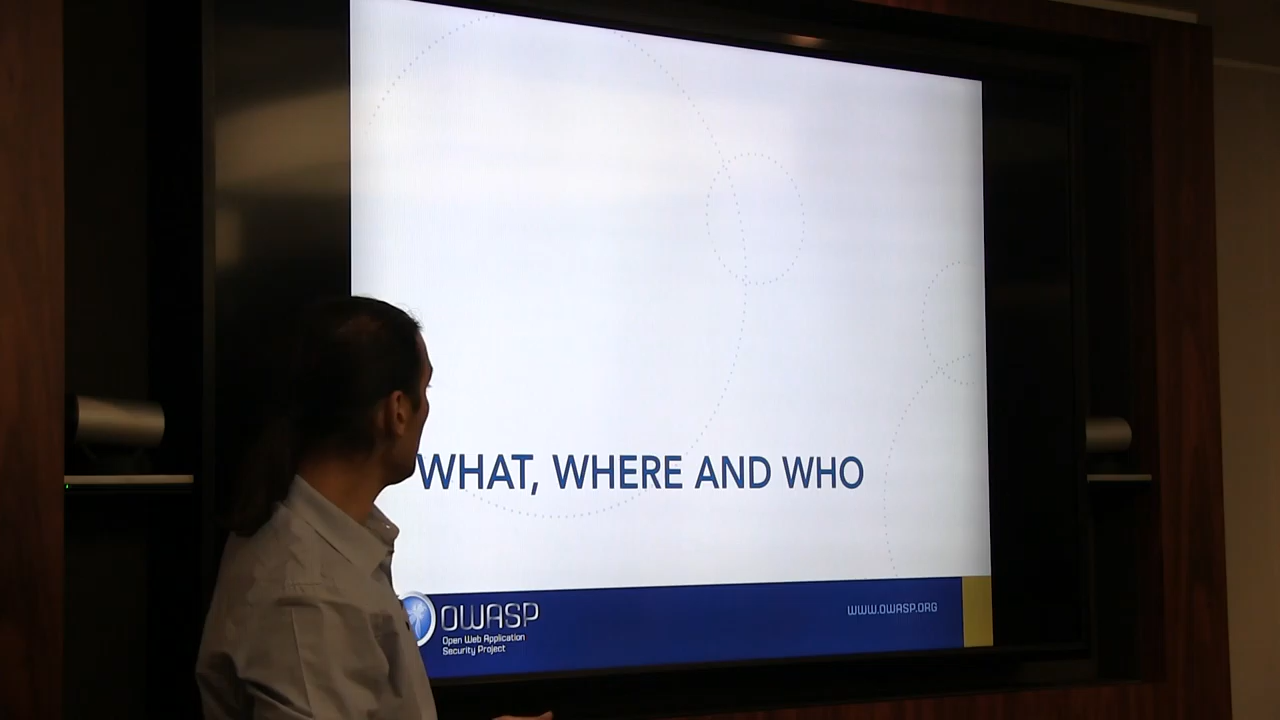 WHAT, WHERE AND WHO
OWASP
Open Web Application
Security Project
WWW.OWASP.ORG